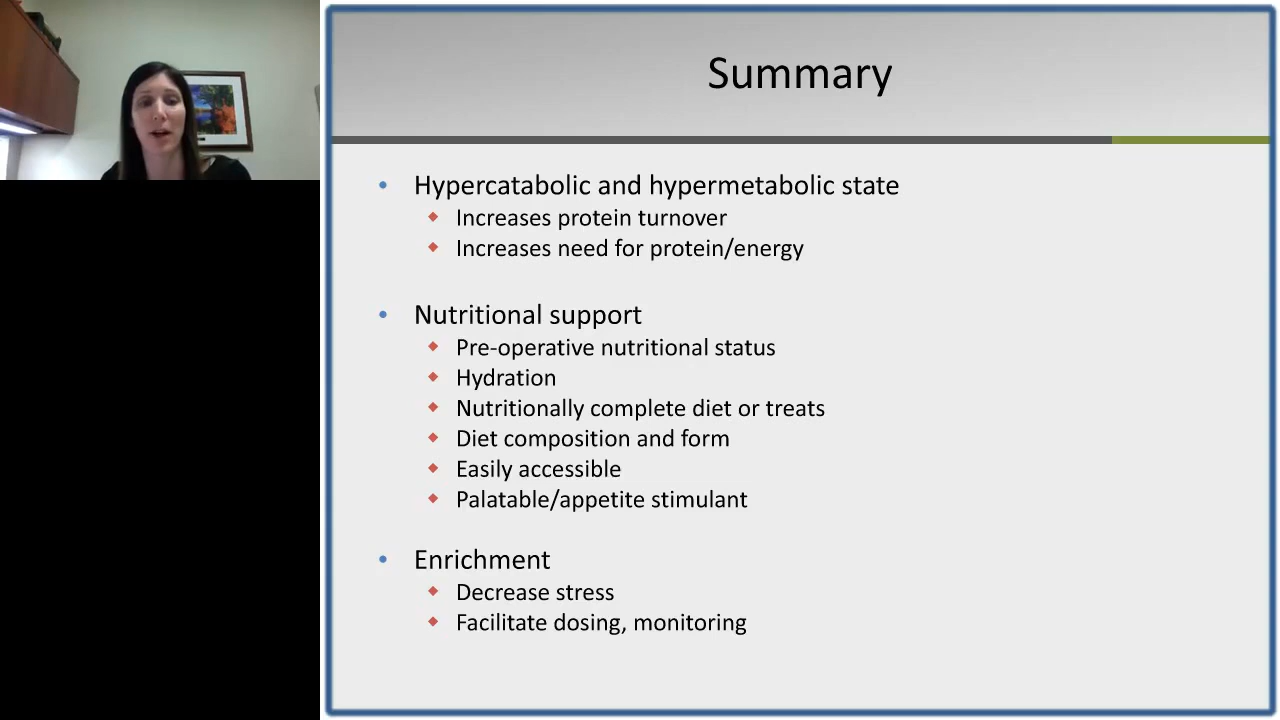 Summary
• Hypercatabolic and hypermetabolic state
◆ Increases protein turnover
◆ Increases need for protein/energy
• Nutritional support
◆ Pre-operative nutritional status
◆ Hydration
◆ Nutritionally complete diet or treats
◆ Diet composition and form
◆ Easily accessible
◆ Palatable/appetite stimulant
• Enrichment
◆ Decrease stress
◆ Facilitate dosing, monitoring